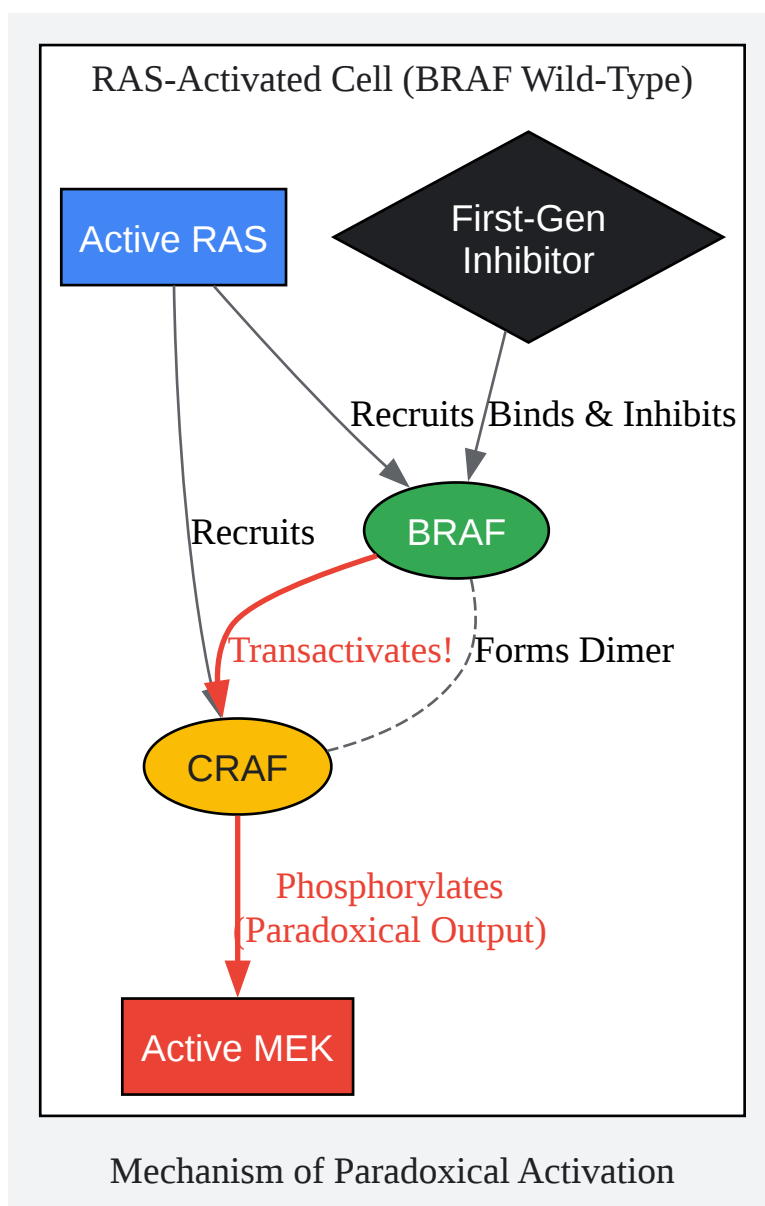 RAS-Activated Cell (BRAF Wild-Type)
Active RAS
First-Gen
Inhibitor
Recruits
Binds & Inhibits
Recruits
BRAF
Transactivates!
Forms Dimer
CRAF
Phosphorylates
(Paradoxical Output)
Active MEK
Mechanism of Paradoxical Activation